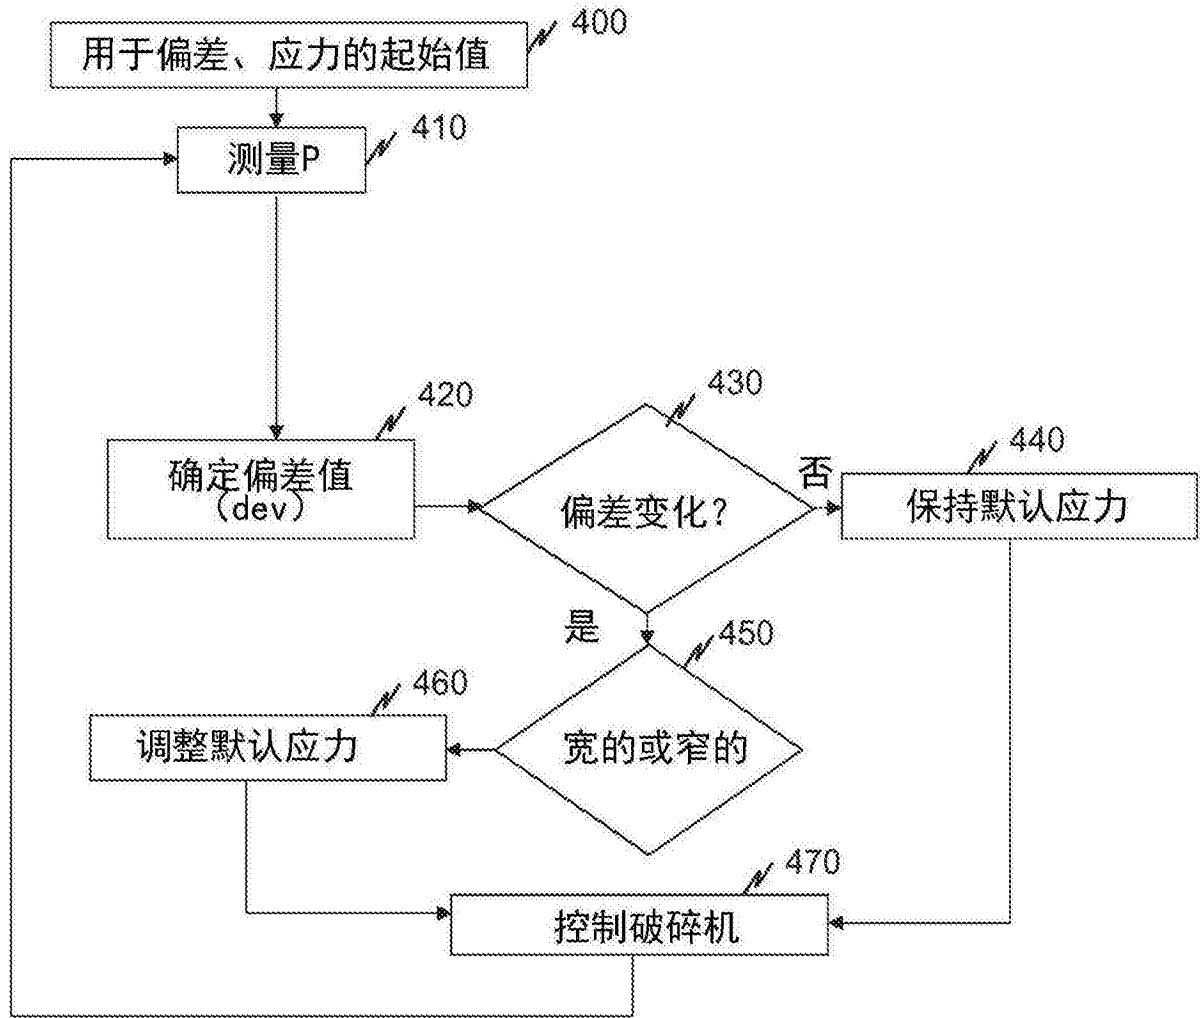 400
用于偏差、应力的起始值
410
测量P
420
确定偏差值
（dev）
430
偏差变化？
否
440
保持默认应力
是
450
宽的或窄的
460
调整默认应力
470
控制破碎机